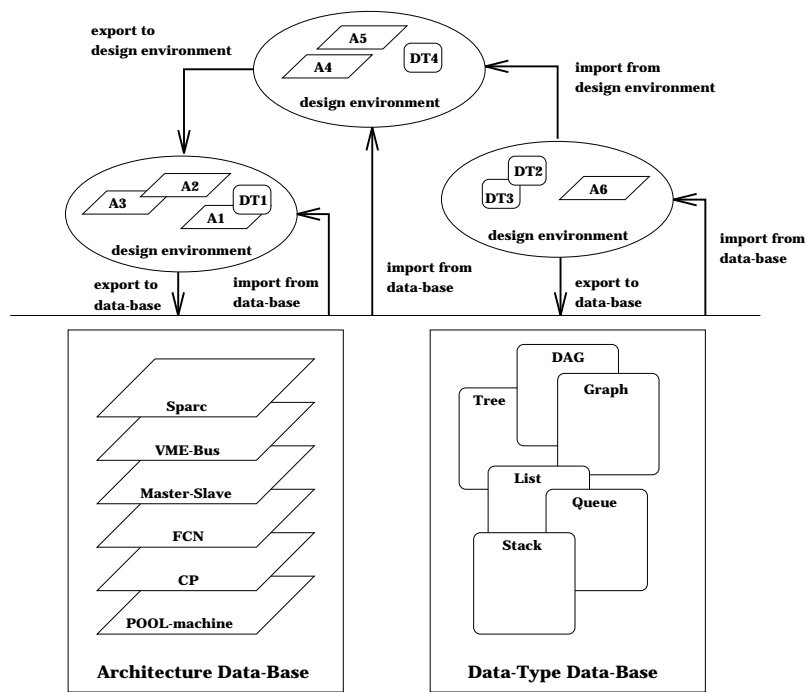 export to
design environment
A5
A4
DT4
design environment
import from
design environment
A2
A3
A1
DT1
design environment
DT2
DT3
A6
design environment
export to
data-base
import from
data-base
import from
data-base
export to
data-base
import from
data-base
Sparc
VME-Bus
Master-Slave
FCN
CP
POOL-machine
Architecture Data-Base
DAG
Tree
Graph
List
Queue
Stack
Data-Type Data-Base